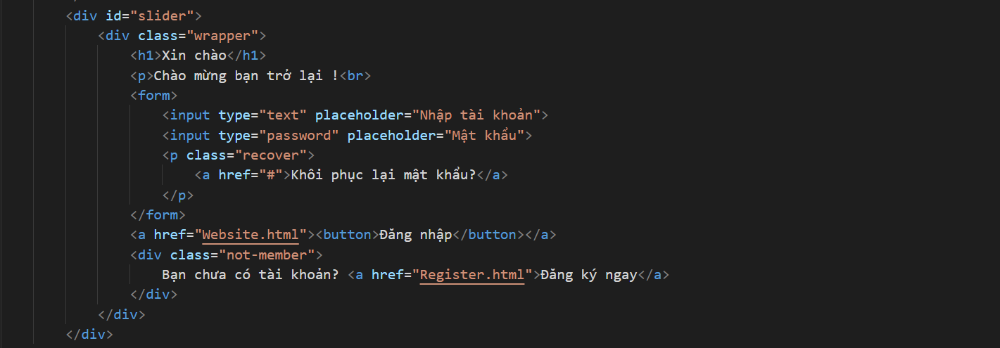 <div id="slider">
<div class="wrapper">
<h1>Xin chào</h1>
<p>Chào mừng bạn trở lại !<br>
<form>
<input type="text" placeholder="Nhập tài khoản">
<input type="password" placeholder="Mật khẩu">
<p class="recover">
<a href="#">Khôi phục lại mật khẩu?</a>
</p>
</form>
<a href="Website.html"><button>Đăng nhập</button></a>
<div class="not-member">
Bạn chưa có tài khoản? <a href="Register.html">Đăng ký ngay</a>
</div>
</div>
</div>